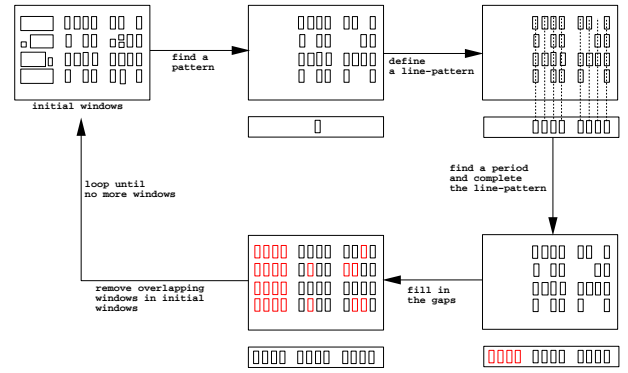 initial windows
find a
pattern
define
a line-pattern
find a period
and complete
the line-pattern
fill in
the gaps
remove overlapping
windows in initial
windows
loop until
no more windows